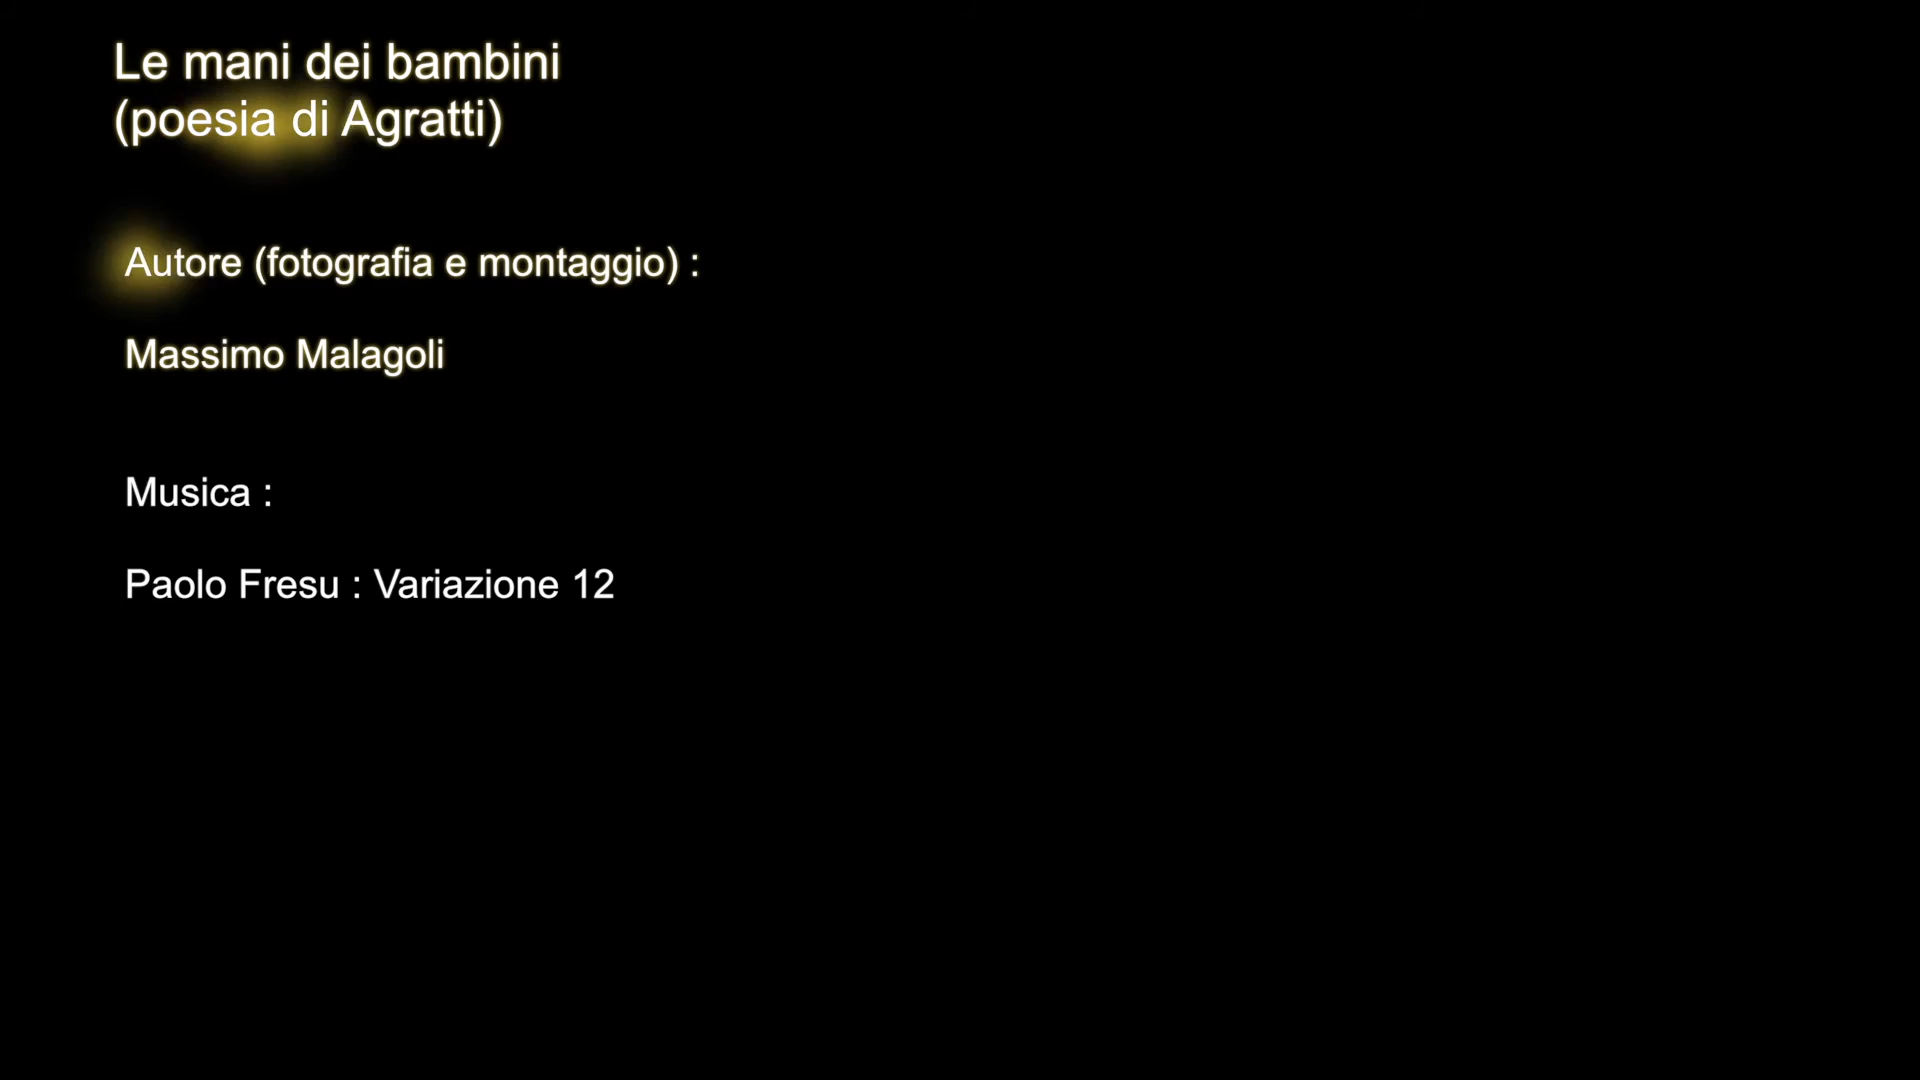 Le mani dei bambini
(poesia di Agratti)
Autore (fotografia e montaggio) :
Massimo Malagoli
Musica :
Paolo Fresu : Variazione 12